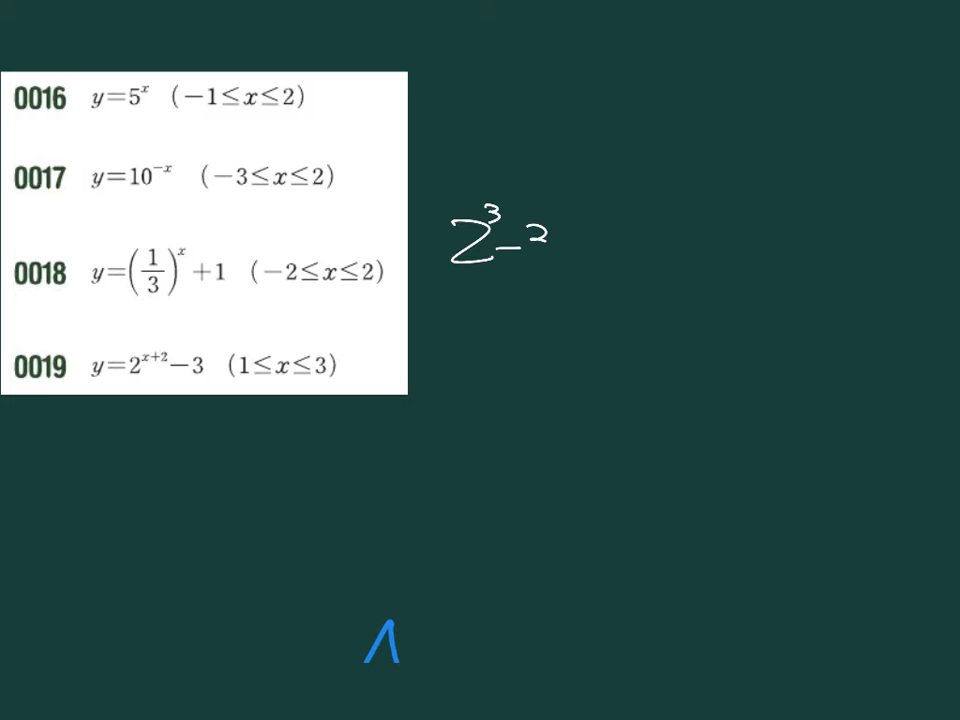 0016 y=5^x (−1≤x≤2)
0017 y=10^{−x} (−3≤x≤2)
0018 y=(1/3)^x +1 (−2≤x≤2)
0019 y=2^{x+2}−3 (1≤x≤3)
2^3−2